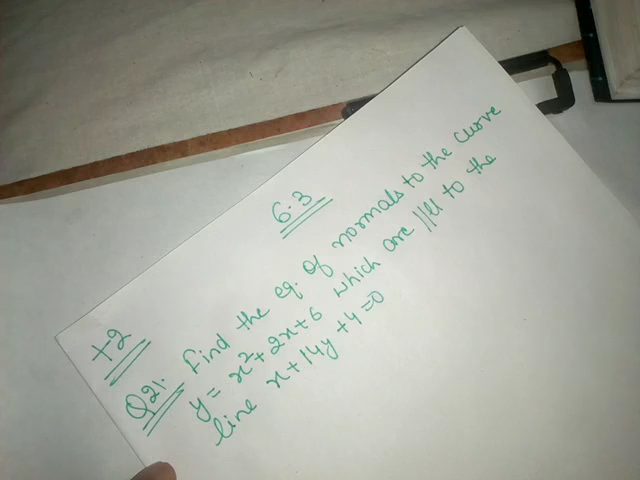 6.3
+2
Q21. Find the eq. of normals to the curve
y = x² + 2x + 6 which are ||ll to the
line x + 14y + 4 = 0